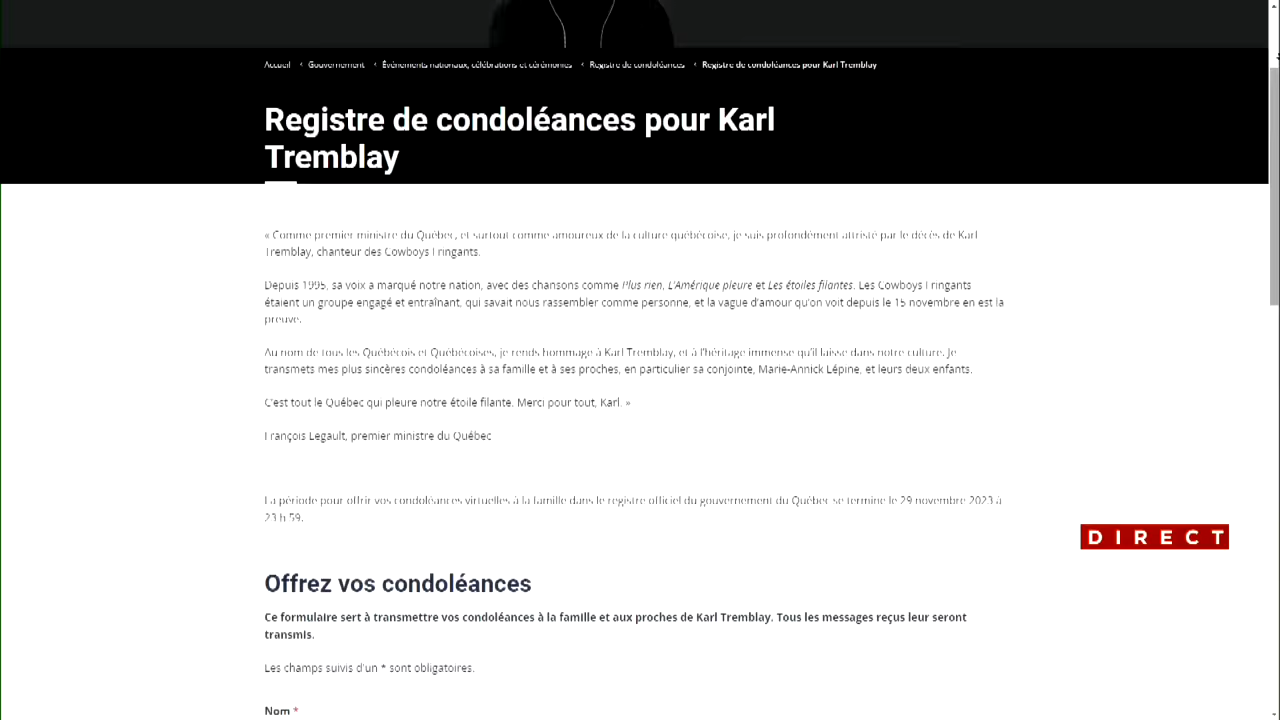 Accueil ‹ Gouvernement ‹ Événements nationaux, célébrations et cérémonies ‹ Registre de condoléances ‹ Registre de condoléances pour Karl Tremblay
Registre de condoléances pour Karl
Tremblay
« Comme premier ministre du Québec, et surtout comme amoureux de la culture québécoise, je suis profondément attristé par le décès de Karl
Tremblay, chanteur des Cowboys Fringants.
Depuis 1995, sa voix a marqué notre nation, avec des chansons comme Plus rien, L'Amérique pleure et Les étoiles filantes. Les Cowboys Fringants
étaient un groupe engagé et entraînant, qui savait nous rassembler comme personne, et la vague d'amour qu'on voit depuis le 15 novembre en est la
preuve.
Au nom de tous les Québécois et Québécoises, je rends hommage à Karl Tremblay, et à l'héritage immense qu'il laisse dans notre culture. Je
transmets mes plus sincères condoléances à sa famille et à ses proches, en particulier sa conjointe, Marie-Annick Lépine, et leurs deux enfants.
C'est tout le Québec qui pleure notre étoile filante. Merci pour tout, Karl. »
François Legault, premier ministre du Québec
La période pour offrir vos condoléances virtuelles à la famille dans le registre officiel du gouvernement du Québec se termine le 29 novembre 2023 à
23 h 59.
DIRECT
Offrez vos condoléances
Ce formulaire sert à transmettre vos condoléances à la famille et aux proches de Karl Tremblay. Tous les messages reçus leur seront
transmis.
Les champs suivis d'un * sont obligatoires.
Nom *